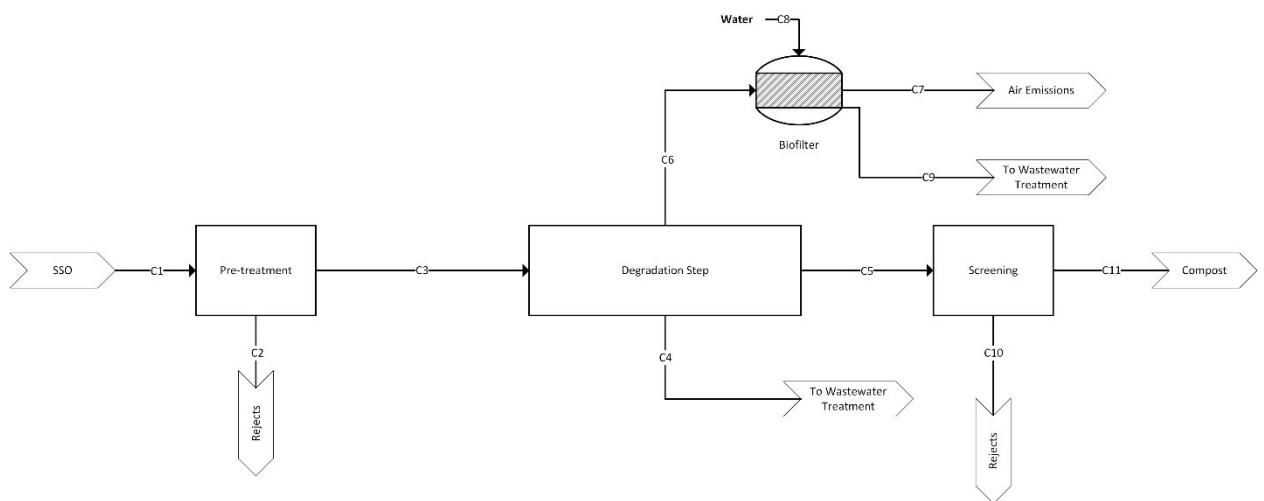 Water
C8
C7
Air Emissions
Biofilter
C6
C9
To Wastewater
Treatment
SSO
C1
Pre-treatment
C3
Degradation Step
C5
Screening
C11
Compost
C2
C4
C10
To Wastewater
Treatment
Rejects
Rejects